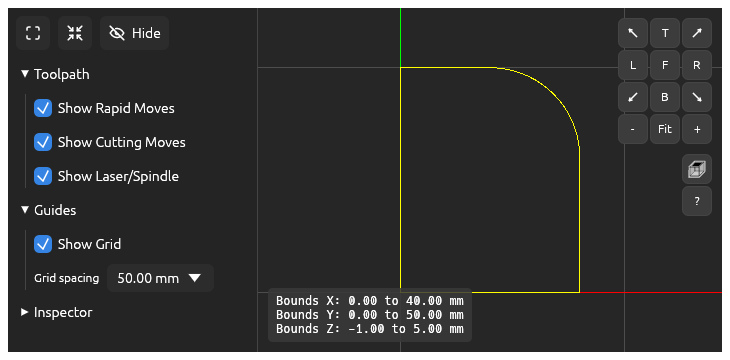 Hide
Toolpath
Show Rapid Moves
Show Cutting Moves
Show Laser/Spindle
Guides
Show Grid
Grid spacing 50.00 mm
Inspector
T
L F R
B
- Fit +
?
Bounds X: 0.00 to 40.00 mm
Bounds Y: 0.00 to 50.00 mm
Bounds Z: -1.00 to 5.00 mm